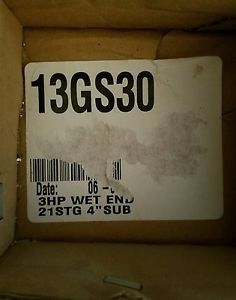 13GS30
Date: 06-
3HP WET END
21STG 4"SUB